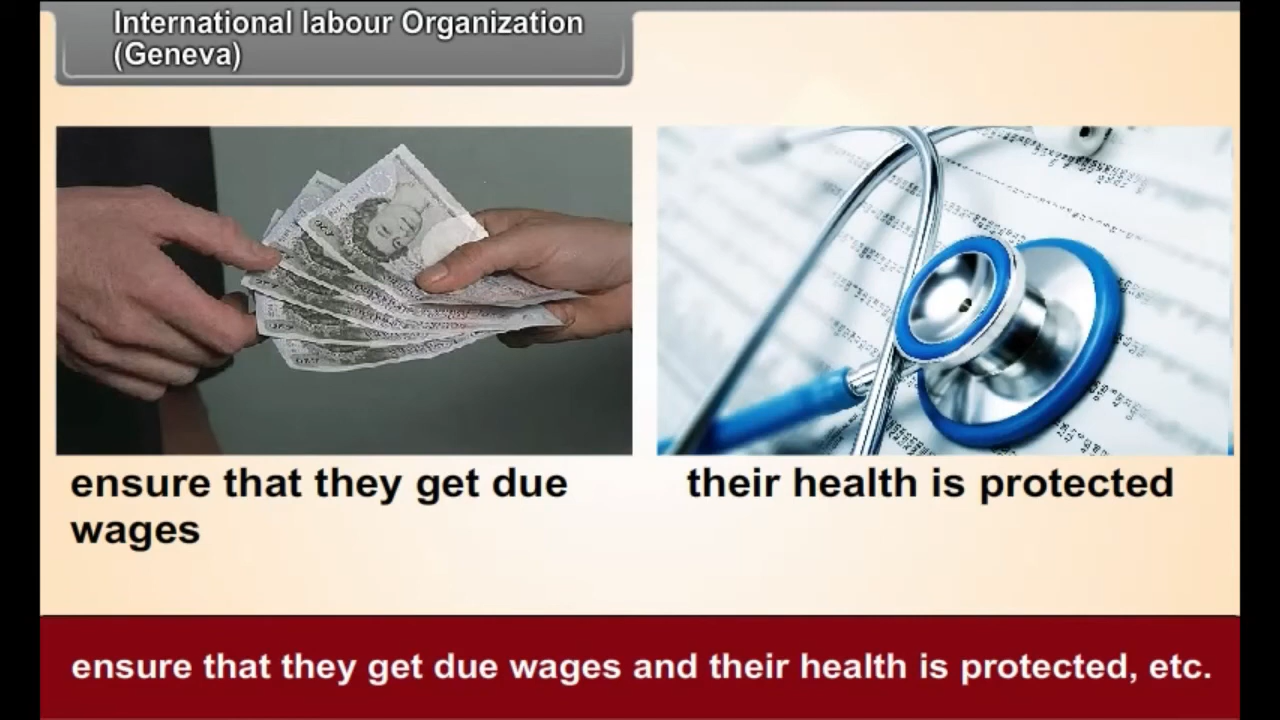 International labour Organization
(Geneva)
ensure that they get due
wages
their health is protected
ensure that they get due wages and their health is protected, etc.